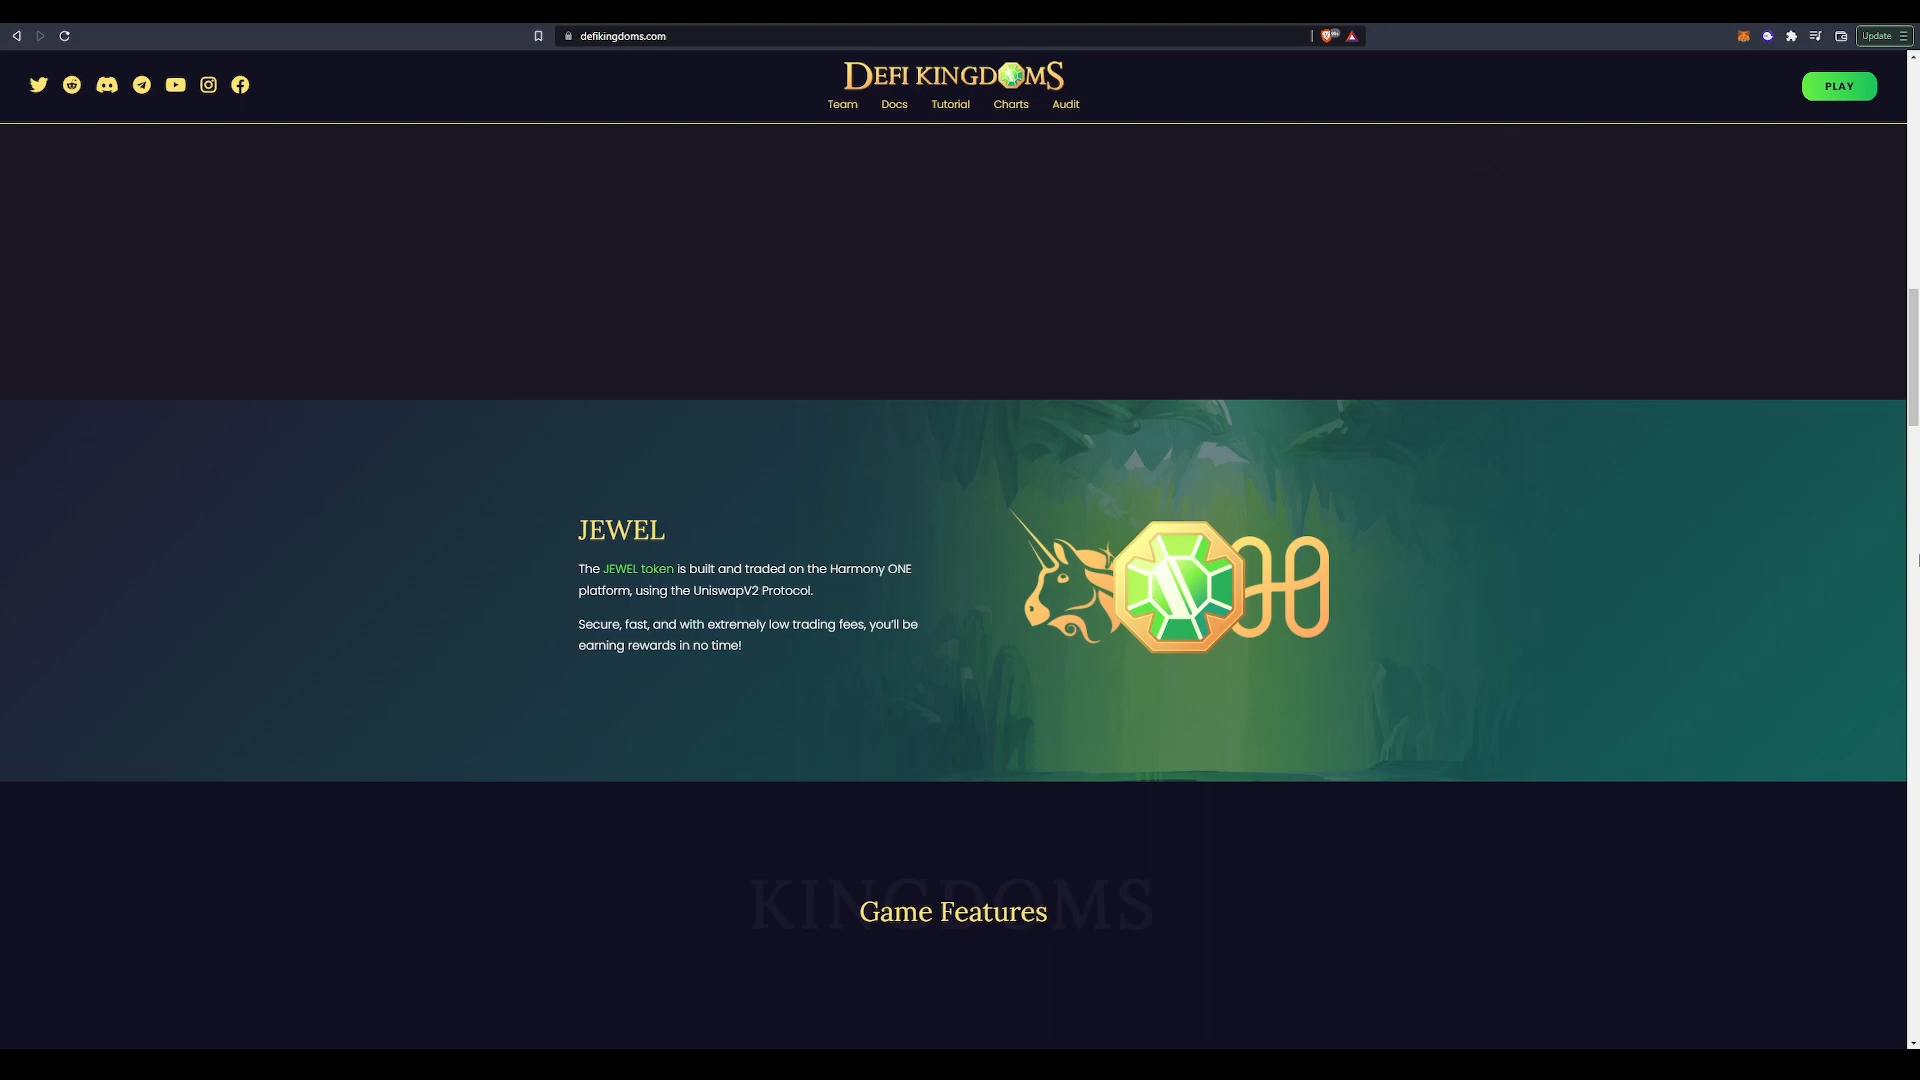 defikingdoms.com
Update
DEFI KINGDOMS
Team Docs Tutorial Charts Audit
PLAY
JEWEL
The JEWEL token is built and traded on the Harmony ONE
platform, using the UniswapV2 Protocol.
Secure, fast, and with extremely low trading fees, you'll be
earning rewards in no time!
KINGDOMS
Game Features